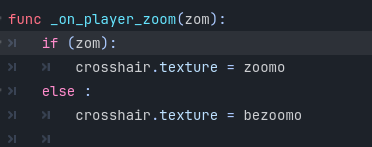 func _on_player_zoom(zom):
if (zom):
crosshair.texture = zoomo
else :
crosshair.texture = bezoomo